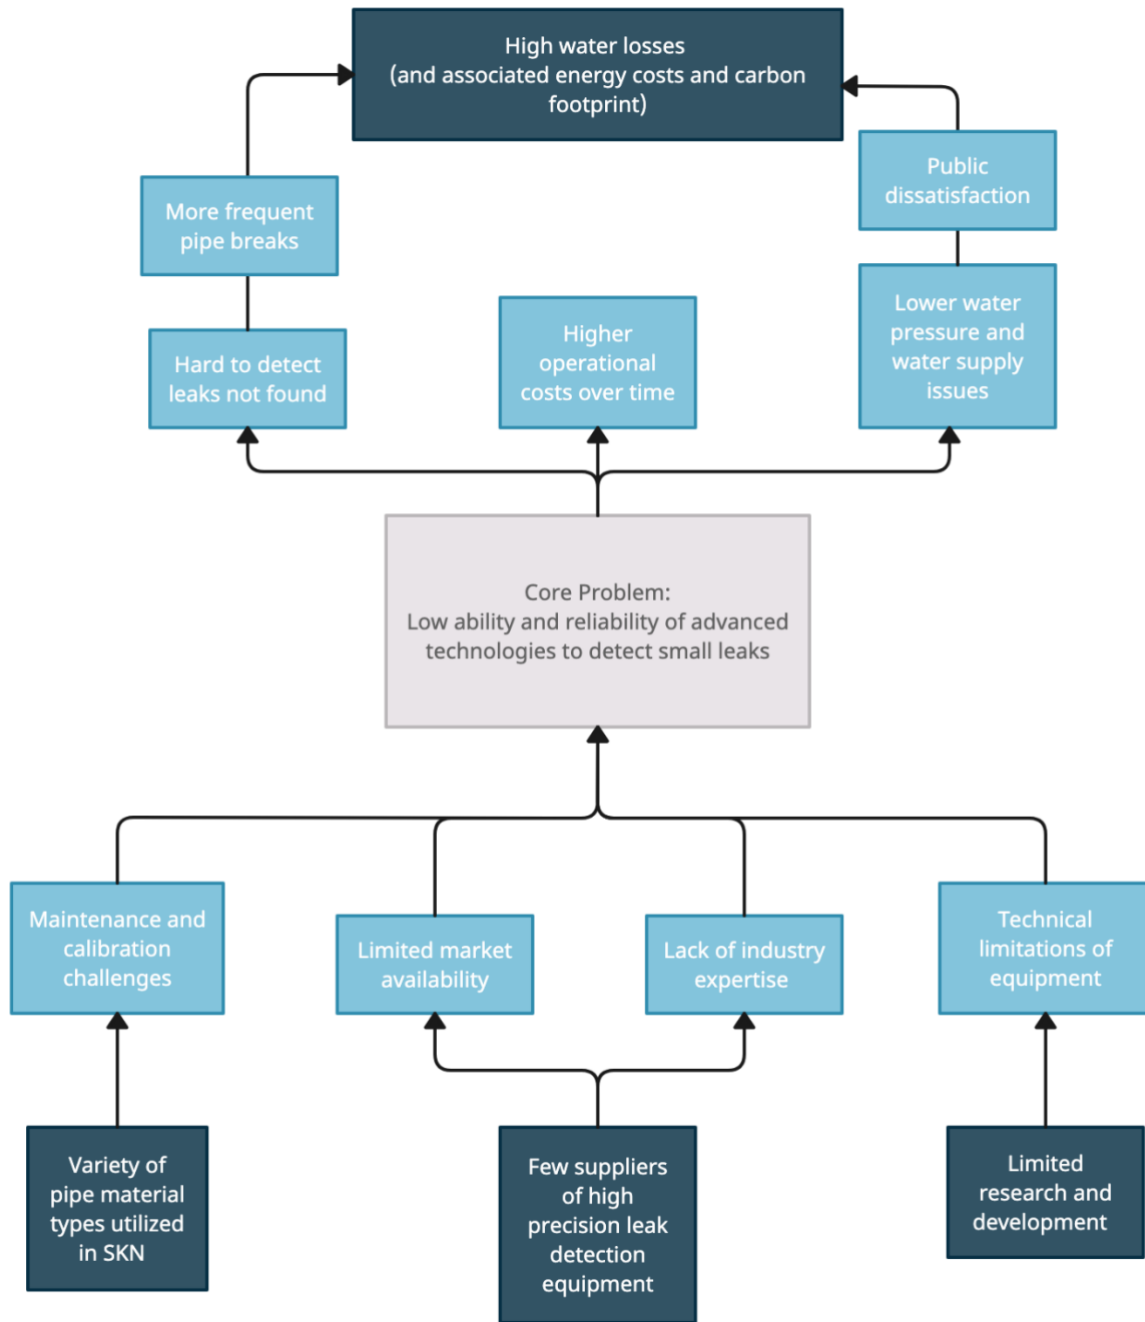 High water losses
(and associated energy costs and carbon
footprint)
Public
dissatisfaction
More frequent
pipe breaks
Lower water
pressure and
water supply
issues
Higher
operational
costs over time
Hard to detect
leaks not found
Core Problem:
Low ability and reliability of advanced
technologies to detect small leaks
Maintenance and
calibration
challenges
Limited market
availability
Lack of industry
expertise
Technical
limitations of
equipment
Variety of
pipe material
types utilized
in SKN
Few suppliers
of high
precision leak
detection
equipment
Limited
research and
development